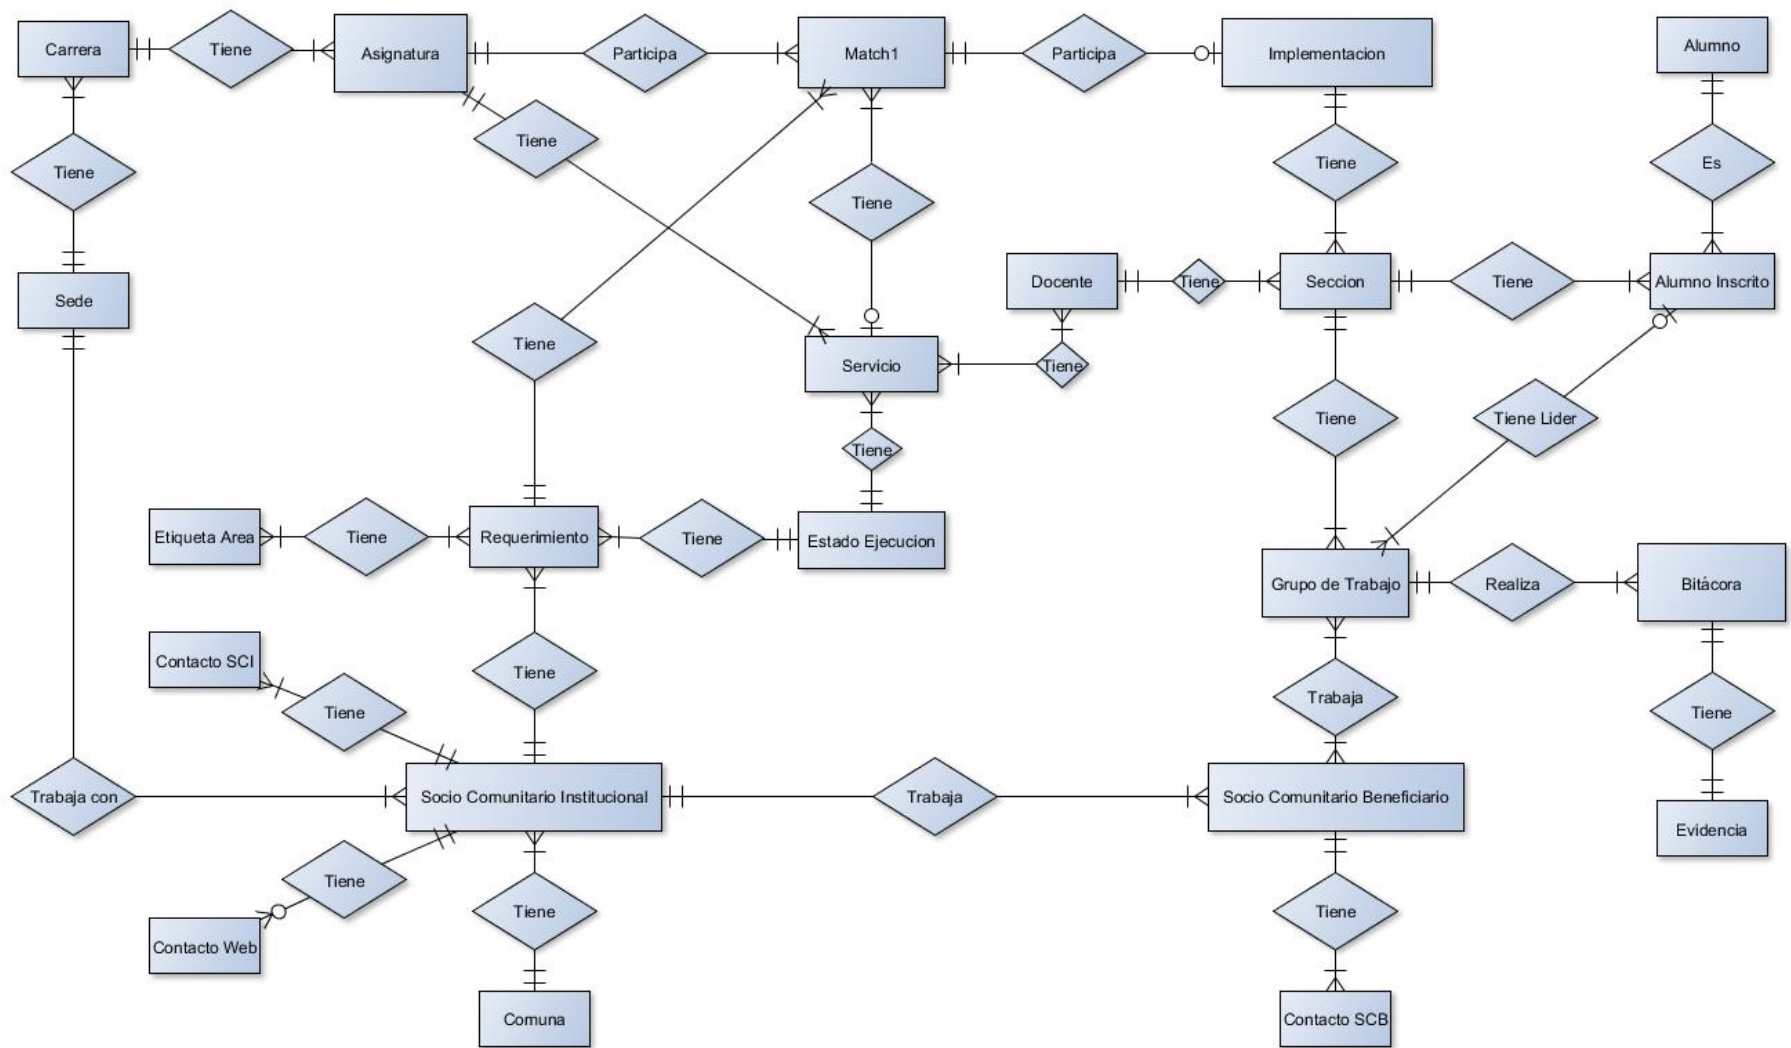 Carrera
Tiene
Asignatura
Participa
Match1
Participa
Implementacion
Alumno
Tiene
Tiene
Tiene
Tiene
Es
Tiene
Sede
Docente
Tiene
Seccion
Tiene
Alumno Inscrito
Tiene
Servicio
Tiene
Tiene
Tiene Lider
Tiene
Etiqueta Area
Tiene
Requerimiento
Tiene
Estado Ejecucion
Grupo de Trabajo
Realiza
Bitácora
Contacto SCI
Tiene
Tiene
Trabaja
Tiene
Trabaja con
Socio Comunitario Institucional
Trabaja
Socio Comunitario Beneficiario
Evidencia
Tiene
Tiene
Tiene
Contacto Web
Comuna
Contacto SCB